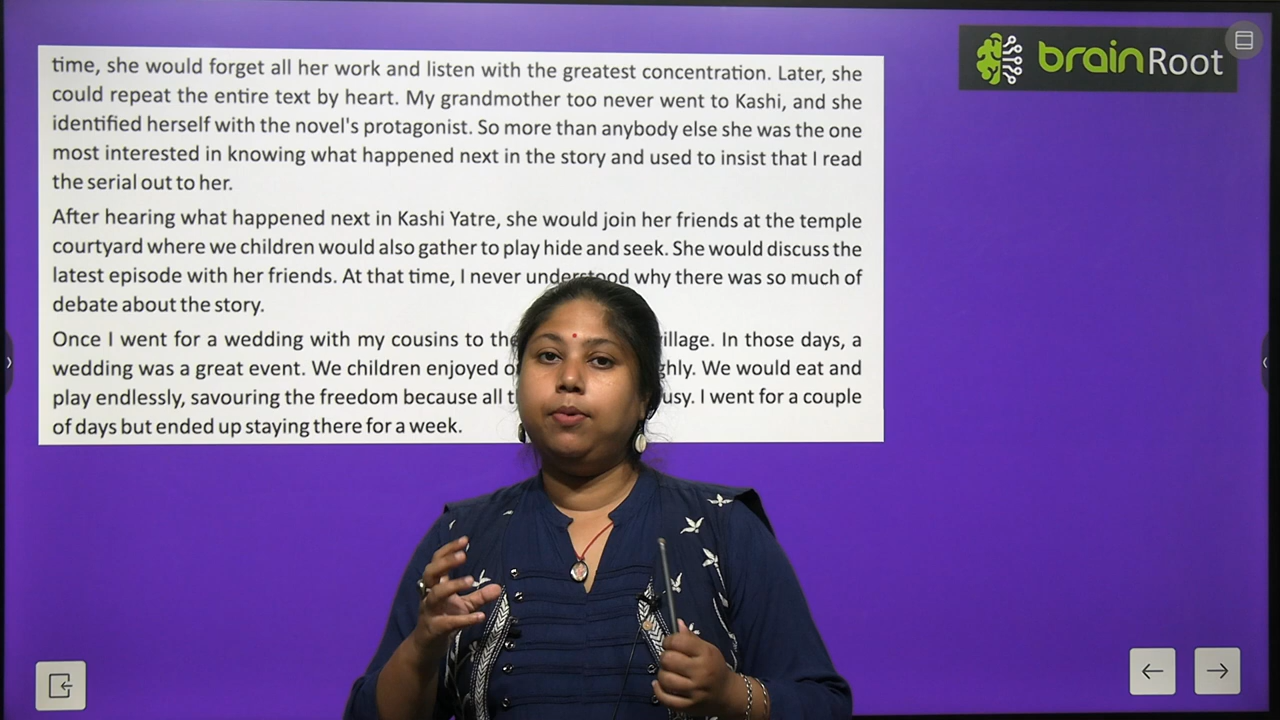 brainRoot
time, she would forget all her work and listen with the greatest concentration. Later, she
could repeat the entire text by heart. My grandmother too never went to Kashi, and she
identified herself with the novel's protagonist. So more than anybody else she was the one
most interested in knowing what happened next in the story and used to insist that I read
the serial out to her.
After hearing what happened next in Kashi Yatre, she would join her friends at the temple
courtyard where we children would also gather to play hide and seek. She would discuss the
latest episode with her friends. At that time, I never understood why there was so much of
debate about the story.
Once I went for a wedding with my cousins to the village. In those days, a
wedding was a great event. We children enjoyed We would eat and
play endlessly, savouring the freedom because all I went for a couple
of days but ended up staying there for a week.